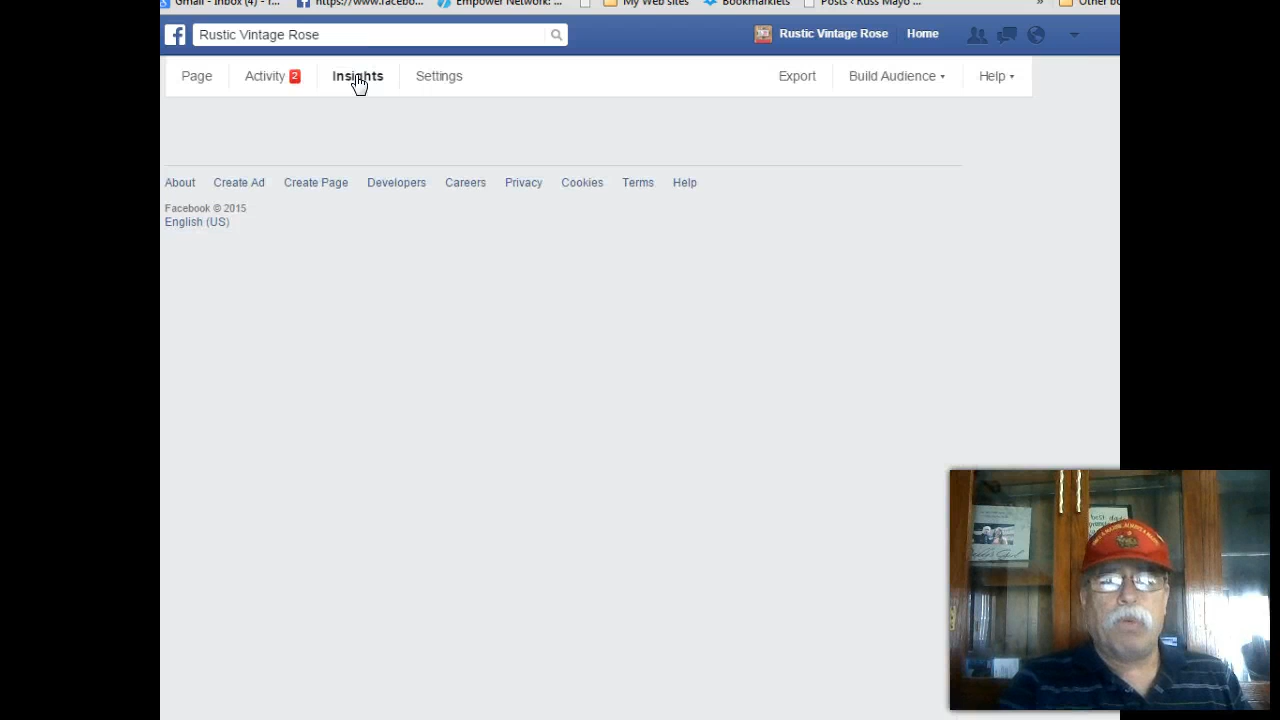 Gmail - Inbox (4) - r... https://www.facebo... Empower Network: ... My Web sites Bookmarklets Posts ‹ Russ Mayo ... » Other bo
f Rustic Vintage Rose Rustic Vintage Rose Home
Page Activity 2 Insights Settings Export Build Audience Help
About Create Ad Create Page Developers Careers Privacy Cookies Terms Help
Facebook © 2015
English (US)